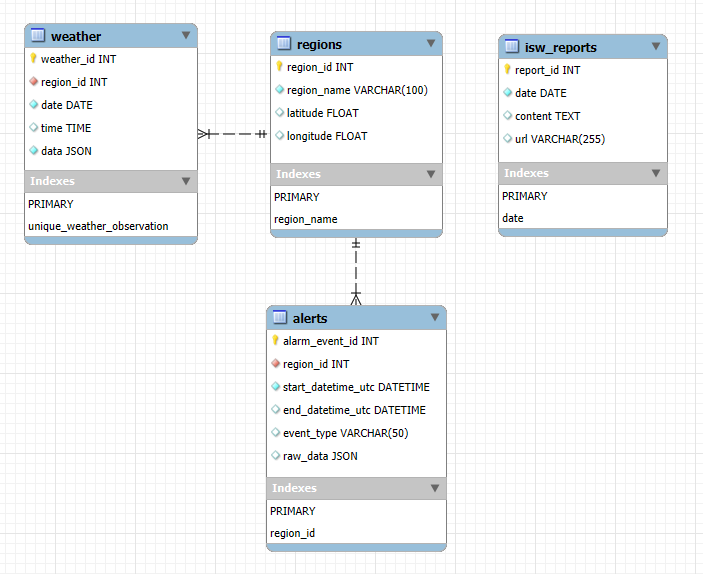 weather
weather_id INT
region_id INT
date DATE
time TIME
data JSON
Indexes
PRIMARY
unique_weather_observation
regions
region_id INT
region_name VARCHAR(100)
latitude FLOAT
longitude FLOAT
Indexes
PRIMARY
region_name
isw_reports
report_id INT
date DATE
content TEXT
url VARCHAR(255)
Indexes
PRIMARY
date
alerts
alarm_event_id INT
region_id INT
start_datetime_utc DATETIME
end_datetime_utc DATETIME
event_type VARCHAR(50)
raw_data JSON
Indexes
PRIMARY
region_id